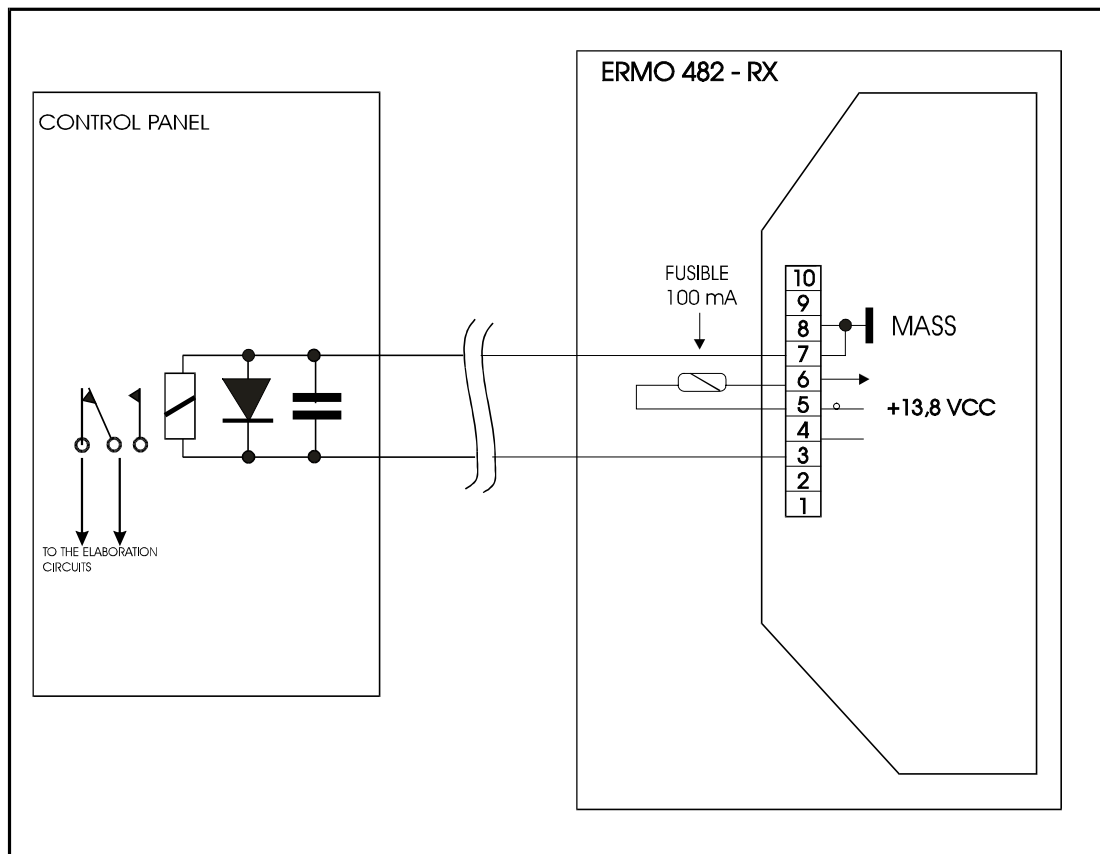 ERMO 482 - RX
CONTROL PANEL
FUSIBLE
100 mA
10
9
8
7
6
5
4
3
2
1
MASS
+13,8 VCC
TO THE ELABORATION
CIRCUITS